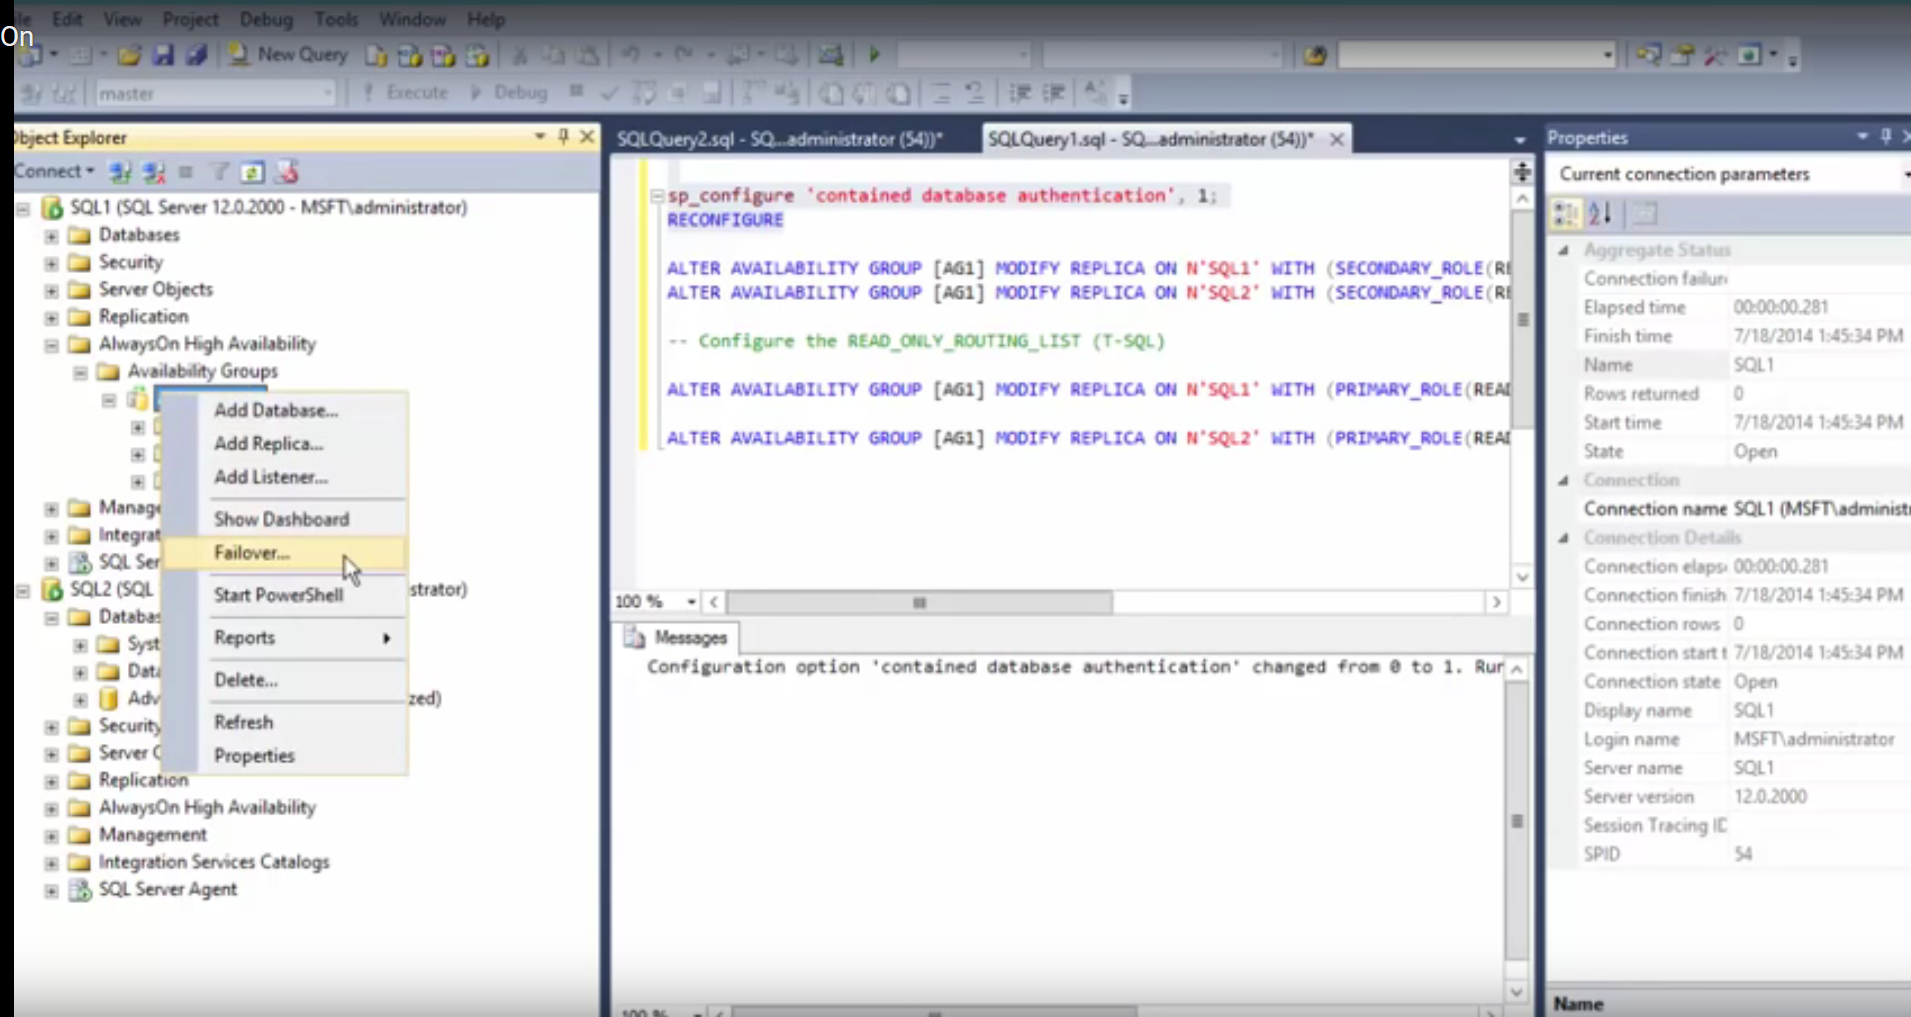 ile Edit View Project Debug Tools Window Help
On
New Query
master
Execute
Debug
Object Explorer
Connect
SQL1 (SQL Server 12.0.2000 - MSFT\administrator)
Databases
Security
Server Objects
Replication
AlwaysOn High Availability
Availability Groups
Manage
Integrat
SQL Ser
SQL2 (SQL
strator)
Databas
Syst
Data
Adv
zed)
Security
Server O
Replication
AlwaysOn High Availability
Management
Integration Services Catalogs
SQL Server Agent
Add Database...
Add Replica...
Add Listener...
Show Dashboard
Failover...
Start PowerShell
Reports
Delete...
Refresh
Properties
SQLQuery2.sql - SQ...administrator (54))*
SQLQuery1.sql - SQ...administrator (54))*
sp_configure 'contained database authentication', 1;
RECONFIGURE
ALTER AVAILABILITY GROUP [AG1] MODIFY REPLICA ON N'SQL1' WITH (SECONDARY_ROLE(RE
ALTER AVAILABILITY GROUP [AG1] MODIFY REPLICA ON N'SQL2' WITH (SECONDARY_ROLE(RE
-- Configure the READ_ONLY_ROUTING_LIST (T-SQL)
ALTER AVAILABILITY GROUP [AG1] MODIFY REPLICA ON N'SQL1' WITH (PRIMARY_ROLE(READ
ALTER AVAILABILITY GROUP [AG1] MODIFY REPLICA ON N'SQL2' WITH (PRIMARY_ROLE(READ
100 %
Messages
Configuration option 'contained database authentication' changed from 0 to 1. Run
100 %
Properties
Current connection parameters
Aggregate Status
Connection failure
Elapsed time 00:00:00.281
Finish time 7/18/2014 1:45:34 PM
Name SQL1
Rows returned 0
Start time 7/18/2014 1:45:34 PM
State Open
Connection
Connection name SQL1 (MSFT\administr
Connection Details
Connection elapse 00:00:00.281
Connection finish 7/18/2014 1:45:34 PM
Connection rows 0
Connection start t 7/18/2014 1:45:34 PM
Connection state Open
Display name SQL1
Login name MSFT\administrator
Server name SQL1
Server version 12.0.2000
Session Tracing ID
SPID 54
Name